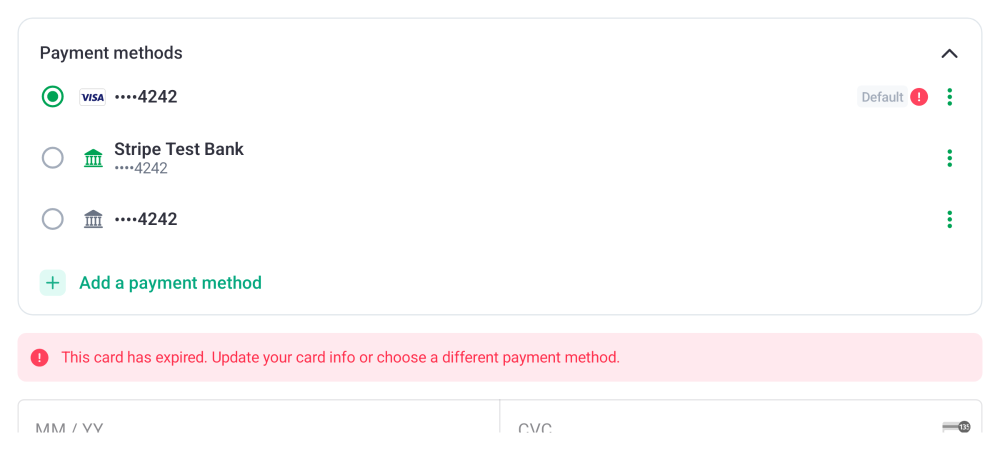 Payment methods
VISA ••••4242 Default
Stripe Test Bank
••••4242
••••4242
Add a payment method
This card has expired. Update your card info or choose a different payment method.
MM / YY CVC
135